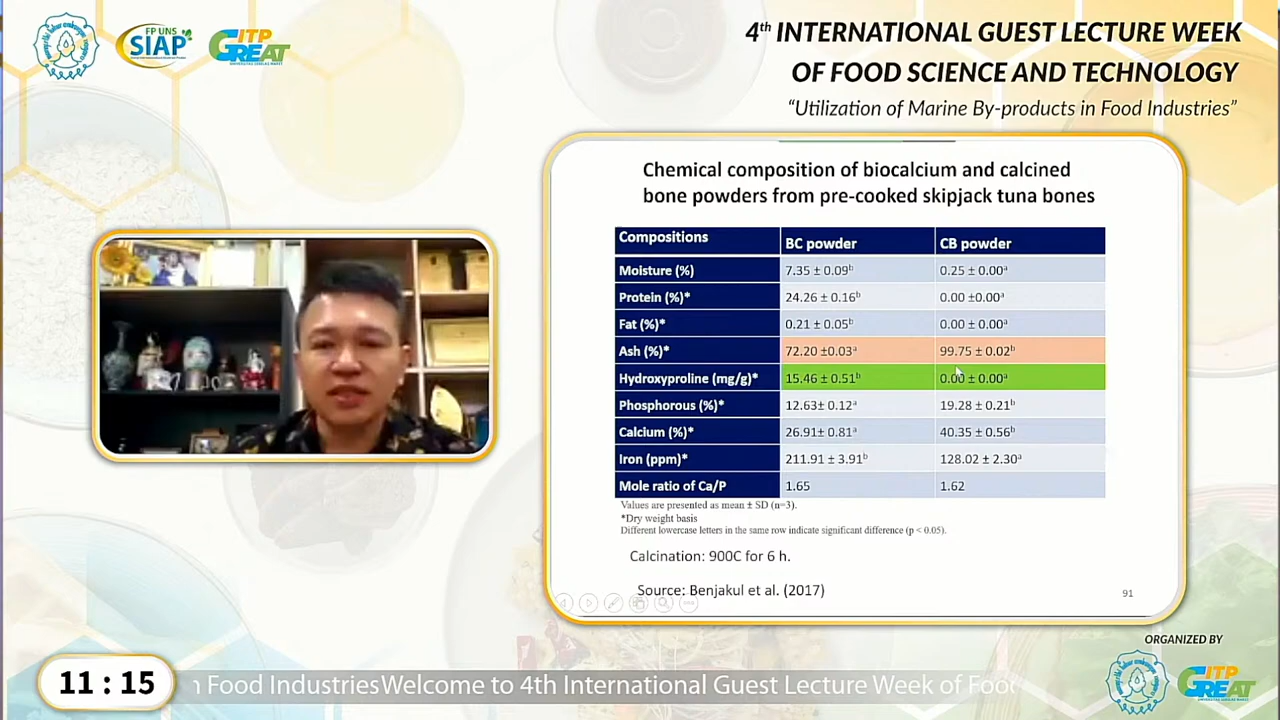 FP UNS
SIAP
ITP
GREAT
4th INTERNATIONAL GUEST LECTURE WEEK
OF FOOD SCIENCE AND TECHNOLOGY
“Utilization of Marine By-products in Food Industries”
Chemical composition of biocalcium and calcined
bone powders from pre-cooked skipjack tuna bones
Compositions BC powder CB powder
Moisture (%) 7.35 ± 0.09b 0.25 ± 0.00a
Protein (%)* 24.26 ± 0.16b 0.00 ±0.00a
Fat (%)* 0.21 ± 0.05b 0.00 ± 0.00a
Ash (%)* 72.20 ±0.03a 99.75 ± 0.02b
Hydroxyproline (mg/g)* 15.46 ± 0.51b 0.00 ± 0.00a
Phosphorous (%)* 12.63± 0.12a 19.28 ± 0.21b
Calcium (%)* 26.91± 0.81a 40.35 ± 0.56b
Iron (ppm)* 211.91 ± 3.91b 128.02 ± 2.30a
Mole ratio of Ca/P 1.65 1.62
Values are presented as mean ± SD (n=3).
*Dry weight basis
Different lowercase letters in the same row indicate significant difference (p < 0.05).
Calcination: 900C for 6 h.
Source: Benjakul et al. (2017)
91
ORGANIZED BY
ITP
GREAT
11 : 15
n Food IndustriesWelcome to 4th International Guest Lecture Week of Foo